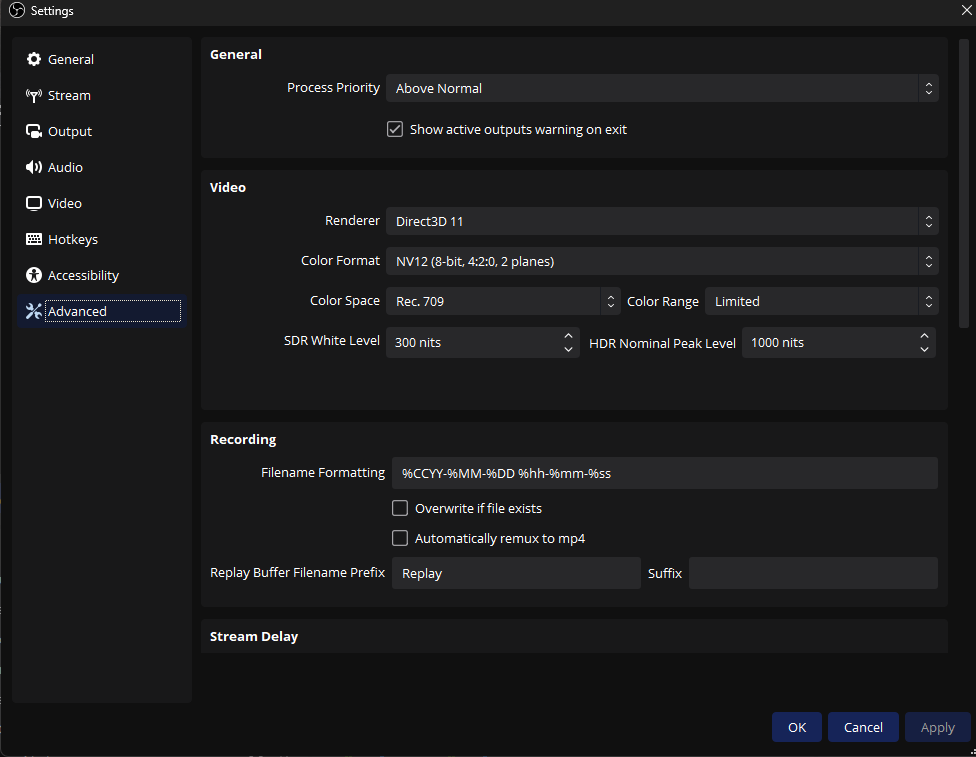 Settings
General
Stream
Output
Audio
Video
Hotkeys
Accessibility
Advanced
General
Process Priority Above Normal
Show active outputs warning on exit
Video
Renderer Direct3D 11
Color Format NV12 (8-bit, 4:2:0, 2 planes)
Color Space Rec. 709 Color Range Limited
SDR White Level 300 nits HDR Nominal Peak Level 1000 nits
Recording
Filename Formatting %CCYY-%MM-%DD %hh-%mm-%ss
Overwrite if file exists
Automatically remux to mp4
Replay Buffer Filename Prefix Replay Suffix
Stream Delay
OK Cancel Apply